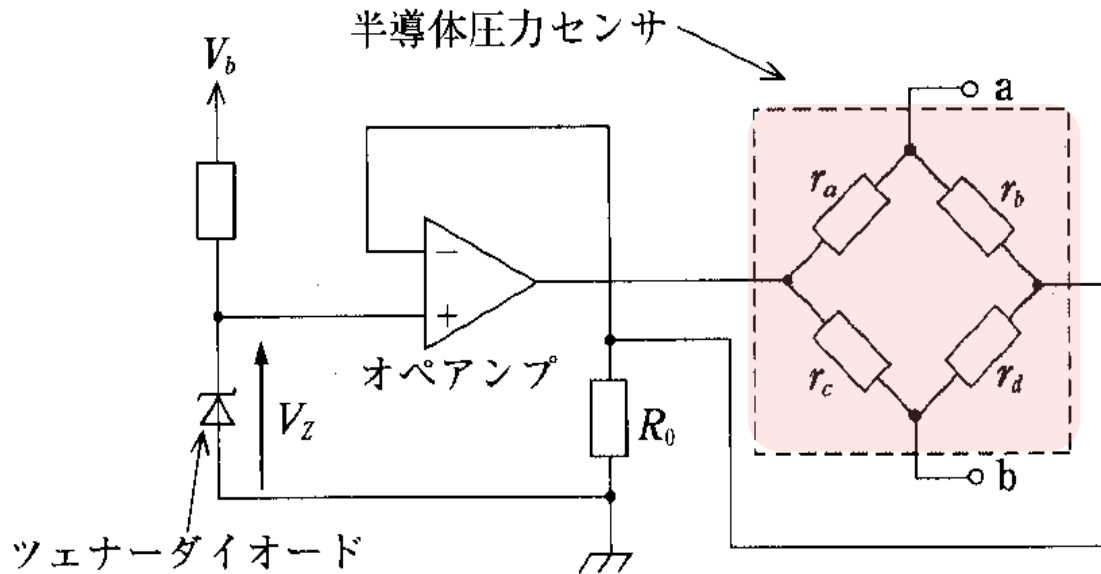 半導体圧力センサ
V_b
a
r_a
r_b
−
+
オペアンプ
r_c
r_d
V_Z
R_0
b
ツェナーダイオード